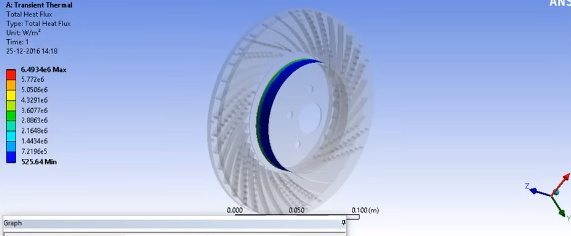 A: Transient Thermal
Total Heat Flux
Type: Total Heat Flux
Unit: W/m²
Time: 1
25-12-2016 14:18
6.4934e6 Max
5.772e6
5.0506e6
4.3291e6
3.6077e6
2.8863e6
2.1648e6
1.4434e6
7.2196e5
525.64 Min
ANS
0.000 0.050 0.100 (m)
Z
Y
Graph